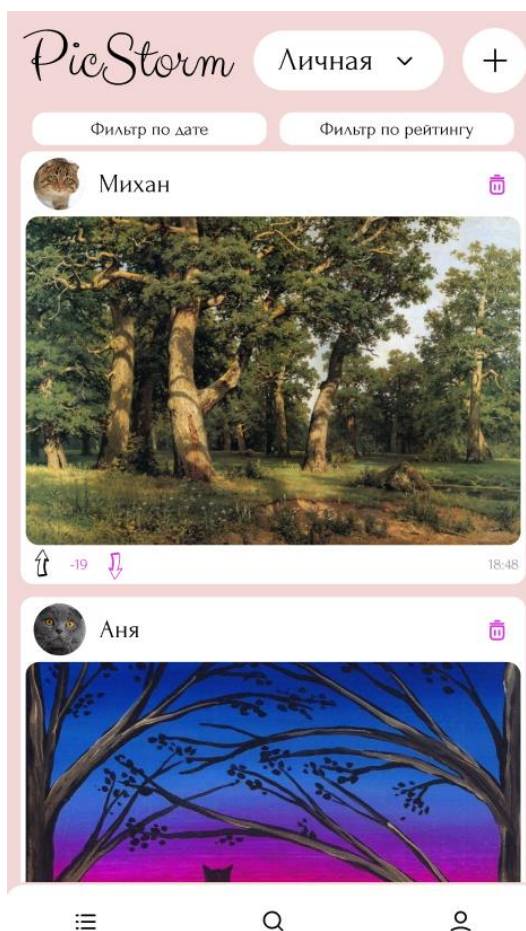 PicStorm
Личная
Фильтр по дате
Фильтр по рейтингу
Михан
-19
18:48
Аня